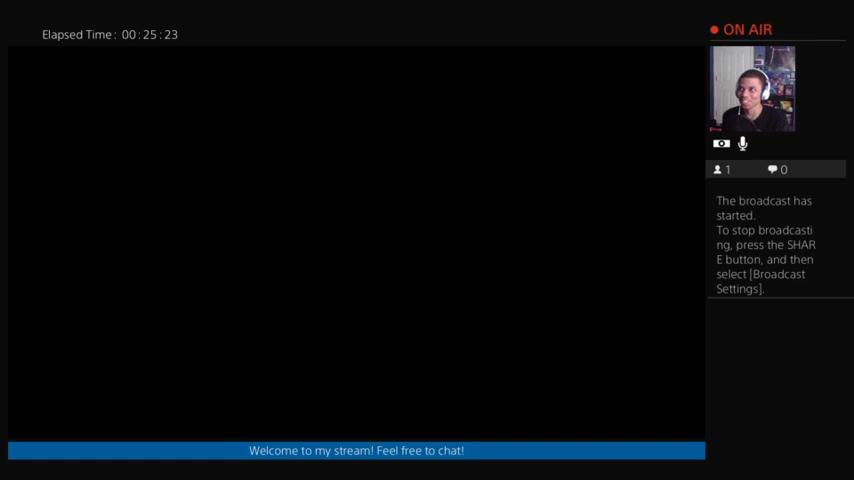 Elapsed Time: 00:25:23
ON AIR
1 0
The broadcast has
started.
To stop broadcasti
ng, press the SHAR
E button, and then
select [Broadcast
Settings].
Welcome to my stream! Feel free to chat!